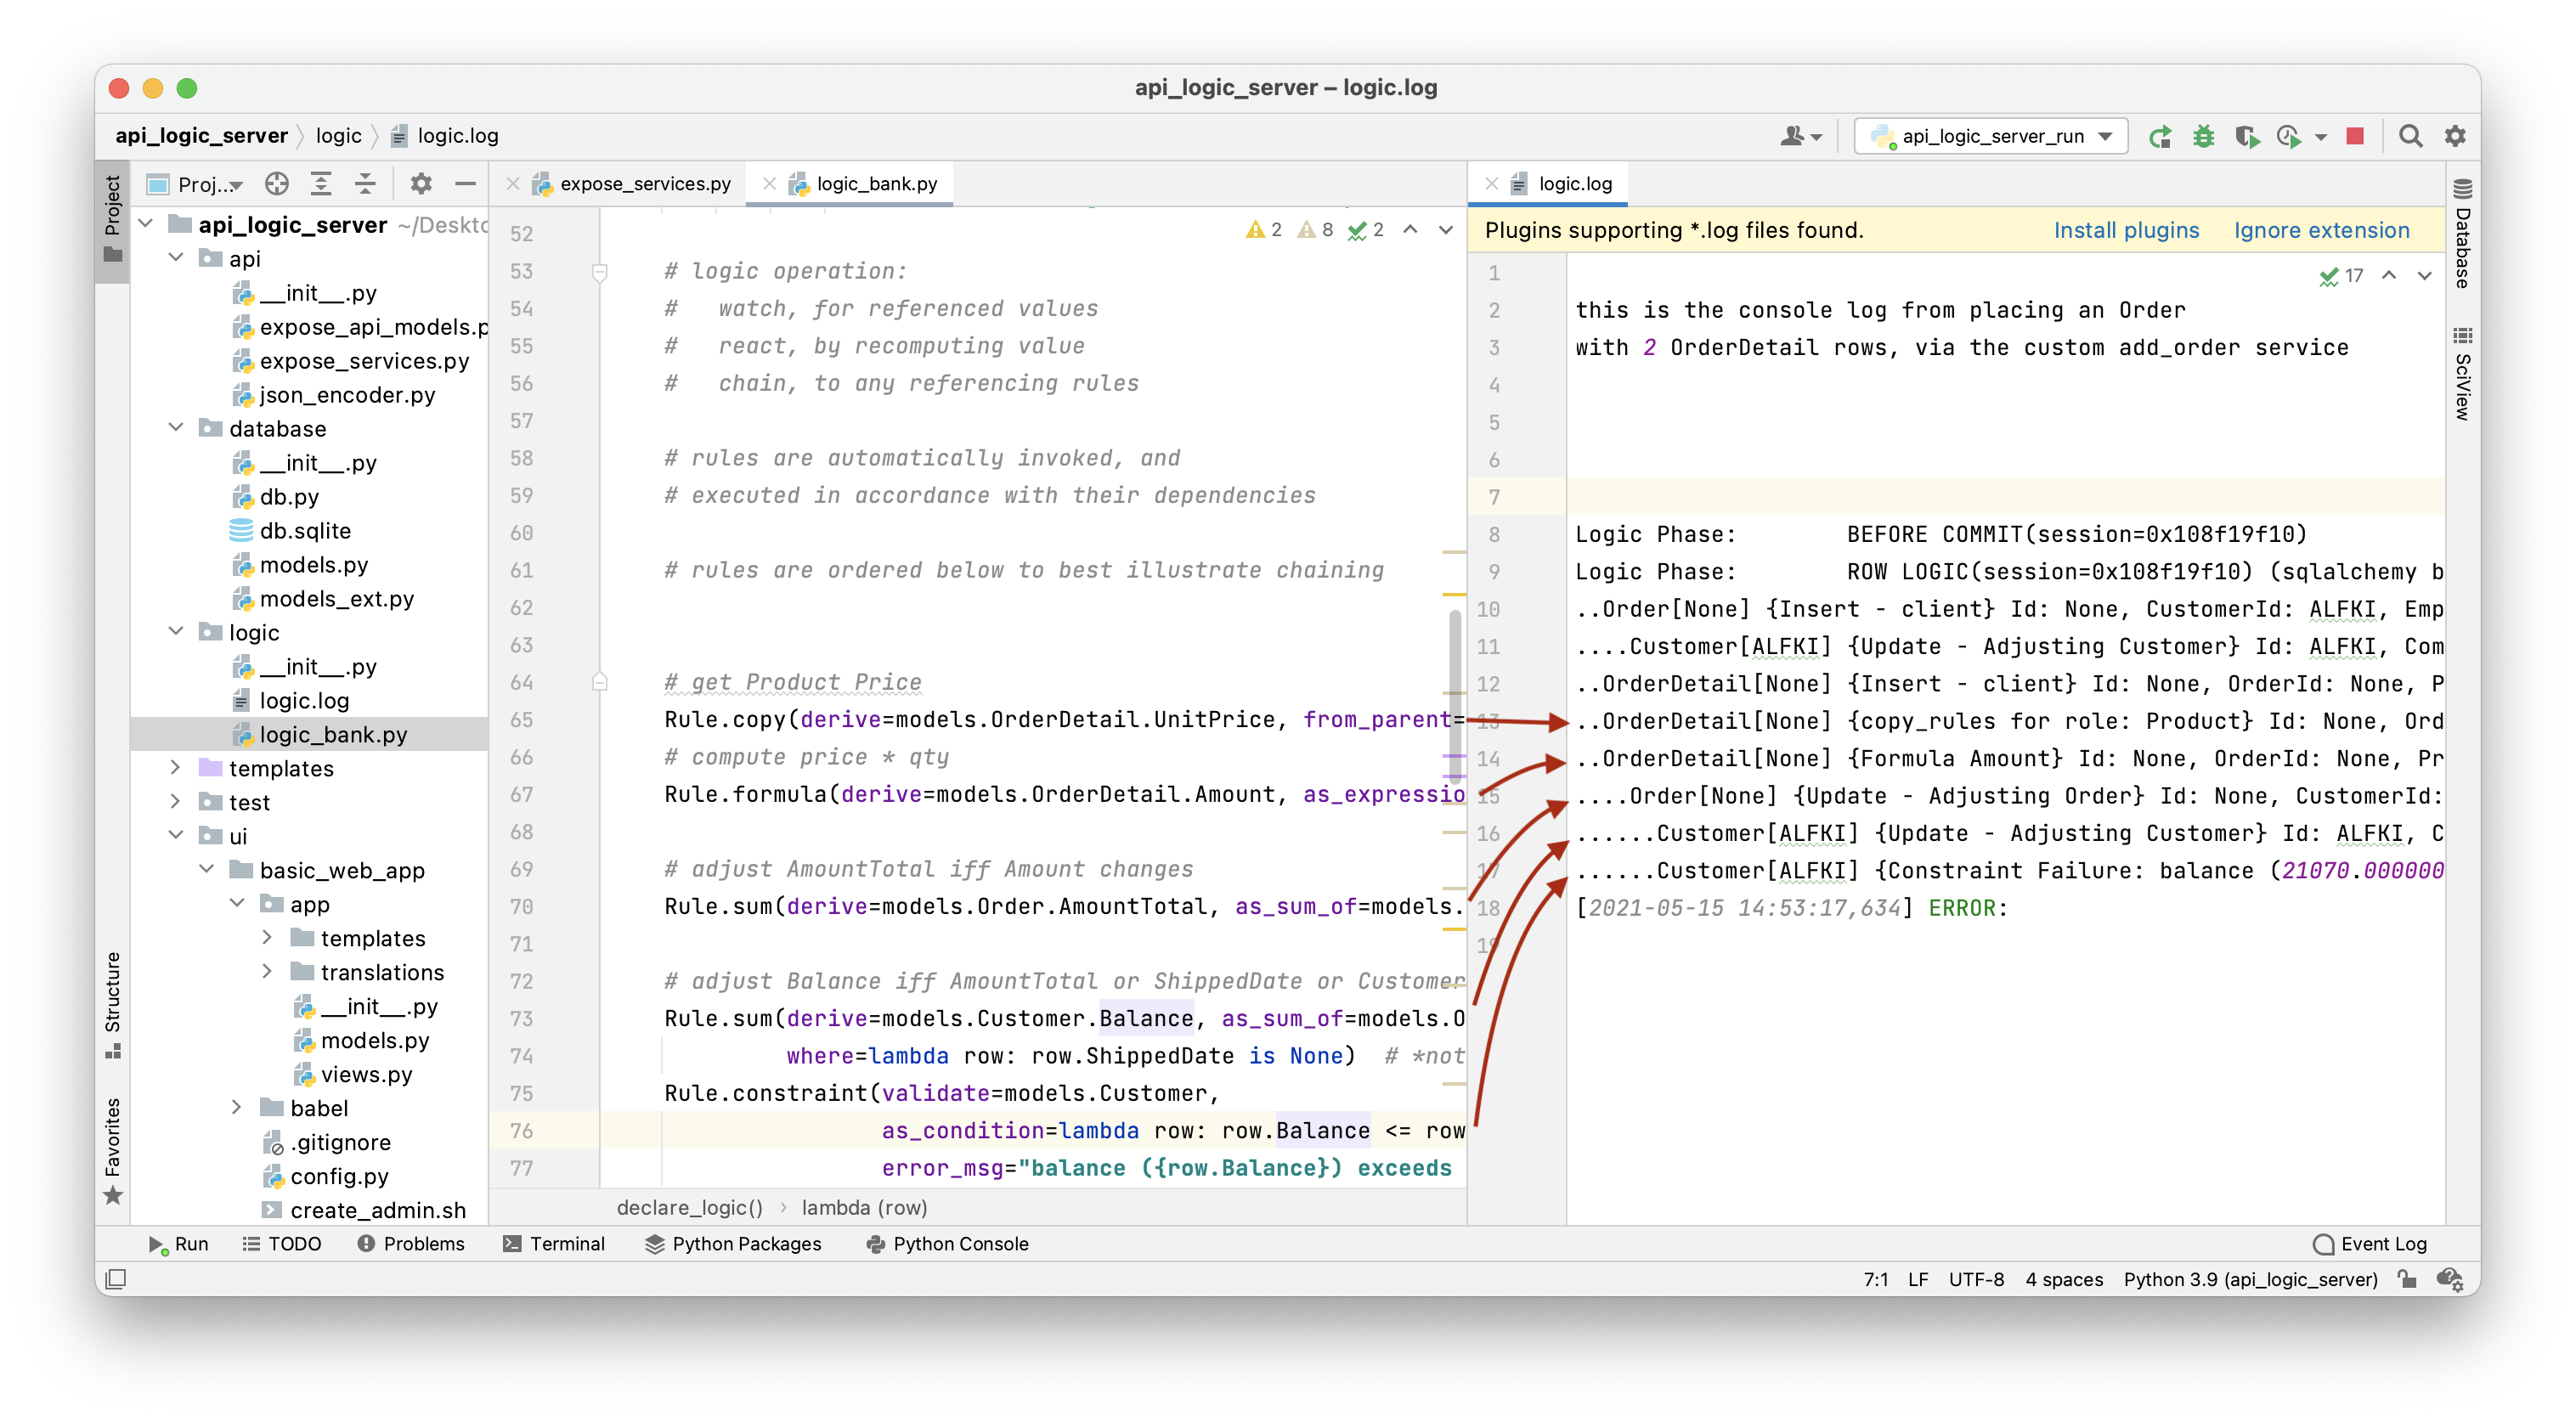 api_logic_server – logic.log
api_logic_server logic logic.log
api_logic_server_run
Project
Proj...
api_logic_server ~/Deskto
api
__init__.py
expose_api_models.p
expose_services.py
json_encoder.py
database
__init__.py
db.py
db.sqlite
models.py
models_ext.py
logic
__init__.py
logic.log
logic_bank.py
templates
test
ui
basic_web_app
app
templates
translations
__init__.py
models.py
views.py
babel
.gitignore
config.py
create_admin.sh
Structure
Favorites
expose_services.py logic_bank.py
2 8 2
52
53 # logic operation:
54 #   watch, for referenced values
55 #   react, by recomputing value
56 #   chain, to any referencing rules
57
58 # rules are automatically invoked, and
59 # executed in accordance with their dependencies
60
61 # rules are ordered below to best illustrate chaining
62
63
64 # get Product Price
65 Rule.copy(derive=models.OrderDetail.UnitPrice, from_parent=
66 # compute price * qty
67 Rule.formula(derive=models.OrderDetail.Amount, as_expressio
68
69 # adjust AmountTotal iff Amount changes
70 Rule.sum(derive=models.Order.AmountTotal, as_sum_of=models.
71
72 # adjust Balance iff AmountTotal or ShippedDate or Customer
73 Rule.sum(derive=models.Customer.Balance, as_sum_of=models.O
74 where=lambda row: row.ShippedDate is None)  # *not
75 Rule.constraint(validate=models.Customer,
76 as_condition=lambda row: row.Balance <= row
77 error_msg="balance ({row.Balance}) exceeds
declare_logic() lambda (row)
logic.log
Plugins supporting *.log files found. Install plugins Ignore extension
17
1
2 this is the console log from placing an Order
3 with 2 OrderDetail rows, via the custom add_order service
4
5
6
7
8 Logic Phase: BEFORE COMMIT(session=0x108f19f10)
9 Logic Phase: ROW LOGIC(session=0x108f19f10) (sqlalchemy b
10 ..Order[None] {Insert - client} Id: None, CustomerId: ALFKI, Emp
11 ....Customer[ALFKI] {Update - Adjusting Customer} Id: ALFKI, Com
12 ..OrderDetail[None] {Insert - client} Id: None, OrderId: None, P
13 ..OrderDetail[None] {copy_rules for role: Product} Id: None, Ord
14 ..OrderDetail[None] {Formula Amount} Id: None, OrderId: None, Pr
15 ....Order[None] {Update - Adjusting Order} Id: None, CustomerId:
16 ......Customer[ALFKI] {Update - Adjusting Customer} Id: ALFKI, C
17 ......Customer[ALFKI] {Constraint Failure: balance (21070.000000
18 [2021-05-15 14:53:17,634] ERROR:
19
Database
SciView
Run TODO Problems Terminal Python Packages Python Console Event Log
7:1 LF UTF-8 4 spaces Python 3.9 (api_logic_server)